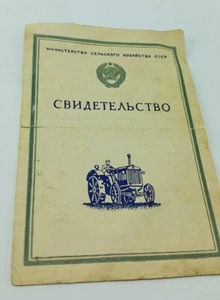 МИНИСТЕРСТВО СЕЛЬСКОГО ХОЗЯЙСТВА СССР
СВИДЕТЕЛЬСТВО